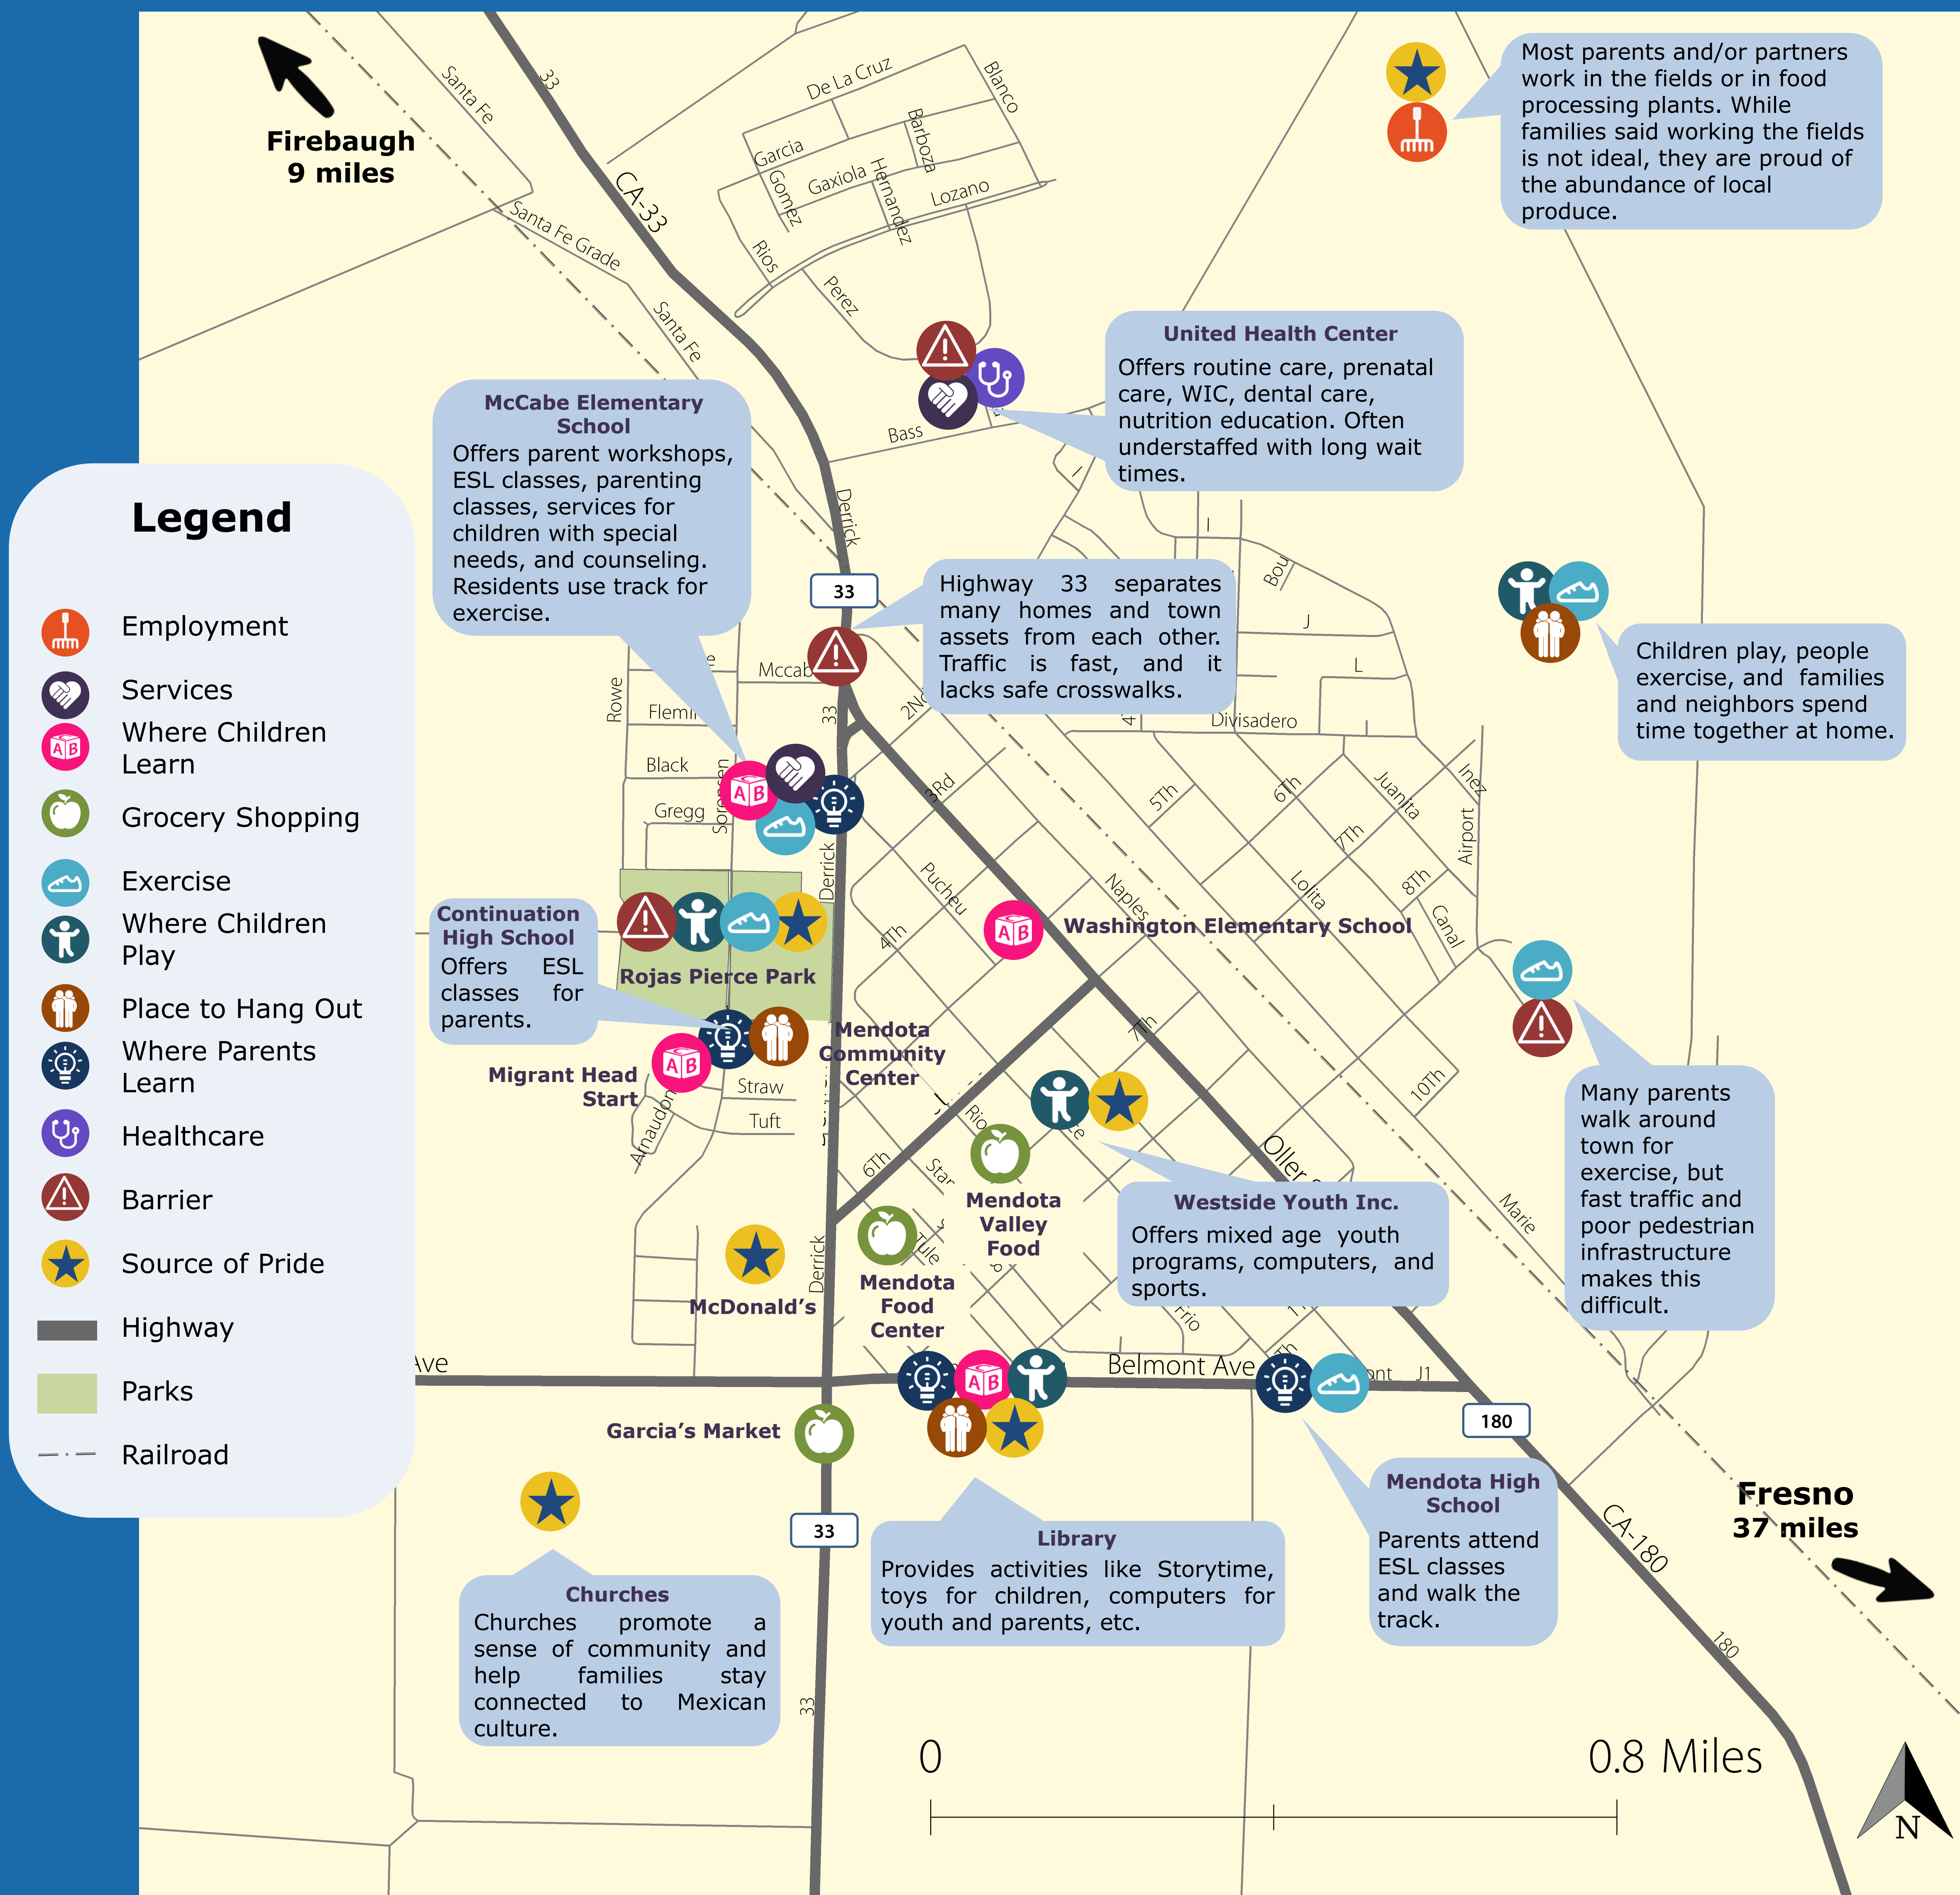 Firebaugh
9 miles
Santa Fe
33
CA-33
Santa Fe Grade
Santa Fe
De La Cruz
Blanco
Garcia
Barboza
Gomez
Gaxiola
Hernandez
Lozano
Rios
Perez
Most parents and/or partners
work in the fields or in food
processing plants. While
families said working the fields
is not ideal, they are proud of
the abundance of local
produce.
United Health Center
Offers routine care, prenatal
care, WIC, dental care,
nutrition education. Often
understaffed with long wait
times.
Bass
McCabe Elementary
School
Offers parent workshops,
ESL classes, parenting
classes, services for
children with special
needs, and counseling.
Residents use track for
exercise.
Derrick
33
Highway 33 separates
many homes and town
assets from each other.
Traffic is fast, and it
lacks safe crosswalks.
I
I
Bou
J
L
Divisadero
Children play, people
exercise, and families
and neighbors spend
time together at home.
Legend
Employment
Services
Where Children
Learn
Grocery Shopping
Exercise
Where Children
Play
Place to Hang Out
Where Parents
Learn
Healthcare
Barrier
Source of Pride
Highway
Parks
Railroad
Mccab
Rowe
Flemin
33
Black
Gregg
Sorensen
Derrick
3Rd
5Th
6Th
7Th
8Th
Juanita
Inez
Airport
Lolita
Canal
Naples
Pucheu
4Th
Washington Elementary School
Continuation
High School
Offers ESL
classes for
parents.
Rojas Pierce Park
Mendota
Community
Center
Migrant Head
Start
Straw
Tuft
Arnaudon
7Th
10Th
Marie
Many parents
walk around
town for
exercise, but
fast traffic and
poor pedestrian
infrastructure
makes this
difficult.
6Th
Oller
Mendota
Valley
Food
Westside Youth Inc.
Offers mixed age youth
programs, computers, and
sports.
Tule
Frio
Derrick
McDonald's
Mendota
Food
Center
Ave
Belmont Ave
J1
180
Garcia's Market
33
Library
Provides activities like Storytime,
toys for children, computers for
youth and parents, etc.
Mendota High
School
Parents attend
ESL classes
and walk the
track.
Fresno
37 miles
CA-180
180
Churches
Churches promote a
sense of community and
help families stay
connected to Mexican
culture.
33
0
0.8 Miles
N